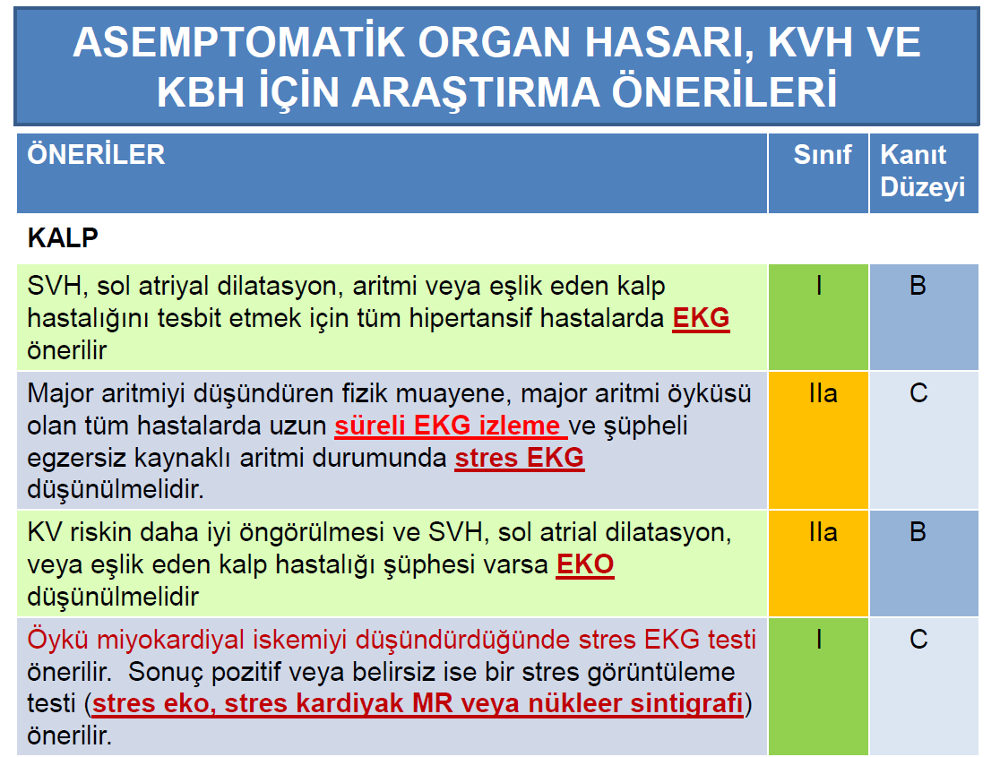 ASEMPTOMATİK ORGAN HASARI, KVH VE
KBH İÇİN ARAŞTIRMA ÖNERİLERİ
ÖNERİLER Sınıf Kanıt
Düzeyi
KALP
SVH, sol atriyal dilatasyon, aritmi veya eşlik eden kalp I B
hastalığını tesbit etmek için tüm hipertansif hastalarda EKG
önerilir
Major aritmiyi düşündüren fizik muayene, major aritmi öyküsü IIa C
olan tüm hastalarda uzun süreli EKG izleme ve şüpheli
egzersiz kaynaklı aritmi durumunda stres EKG
düşünülmelidir.
KV riskin daha iyi öngörülmesi ve SVH, sol atrial dilatasyon, IIa B
veya eşlik eden kalp hastalığı şüphesi varsa EKO
düşünülmelidir
Öykü miyokardiyal iskemiyi düşündürdüğünde stres EKG testi I C
önerilir. Sonuç pozitif veya belirsiz ise bir stres görüntüleme
testi (stres eko, stres kardiyak MR veya nükleer sintigrafi)
önerilir.